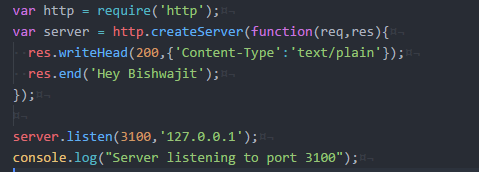 var http = require('http');
var server = http.createServer(function(req,res){
  res.writeHead(200,{'Content-Type':'text/plain'});
  res.end('Hey Bishwajit');
});

server.listen(3100,'127.0.0.1');
console.log("Server listening to port 3100");